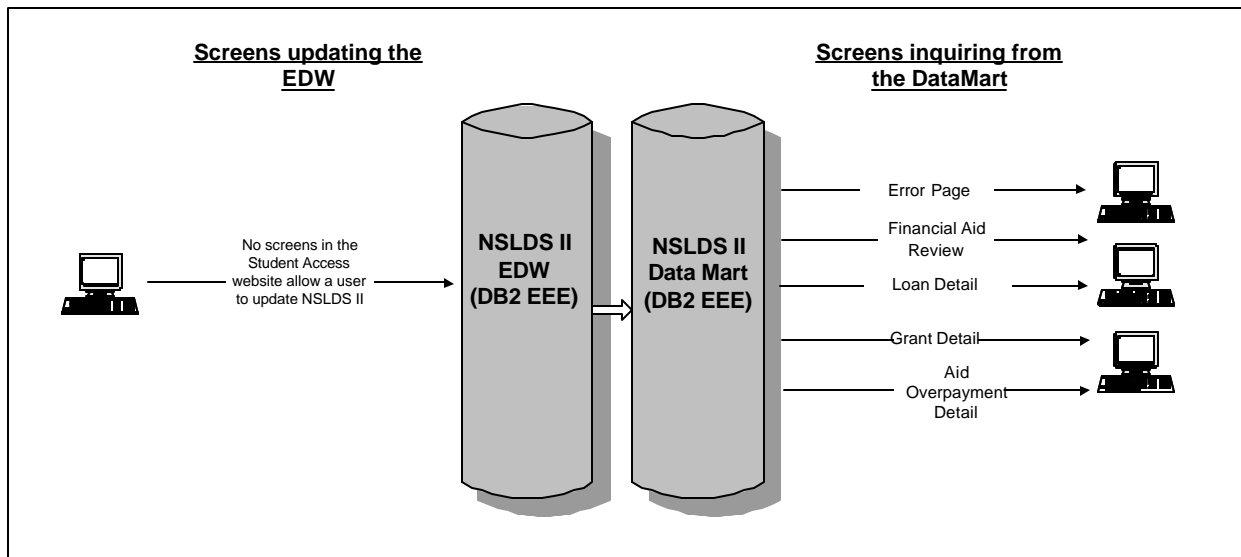 Screens updating the
EDW
Screens inquiring from
the DataMart
No screens in the
Student Access
website allow a user
to update NSLDS II
NSLDS II
EDW
(DB2 EEE)
NSLDS II
Data Mart
(DB2 EEE)
Error Page
Financial Aid
Review
Loan Detail
Grant Detail
Aid
Overpayment
Detail